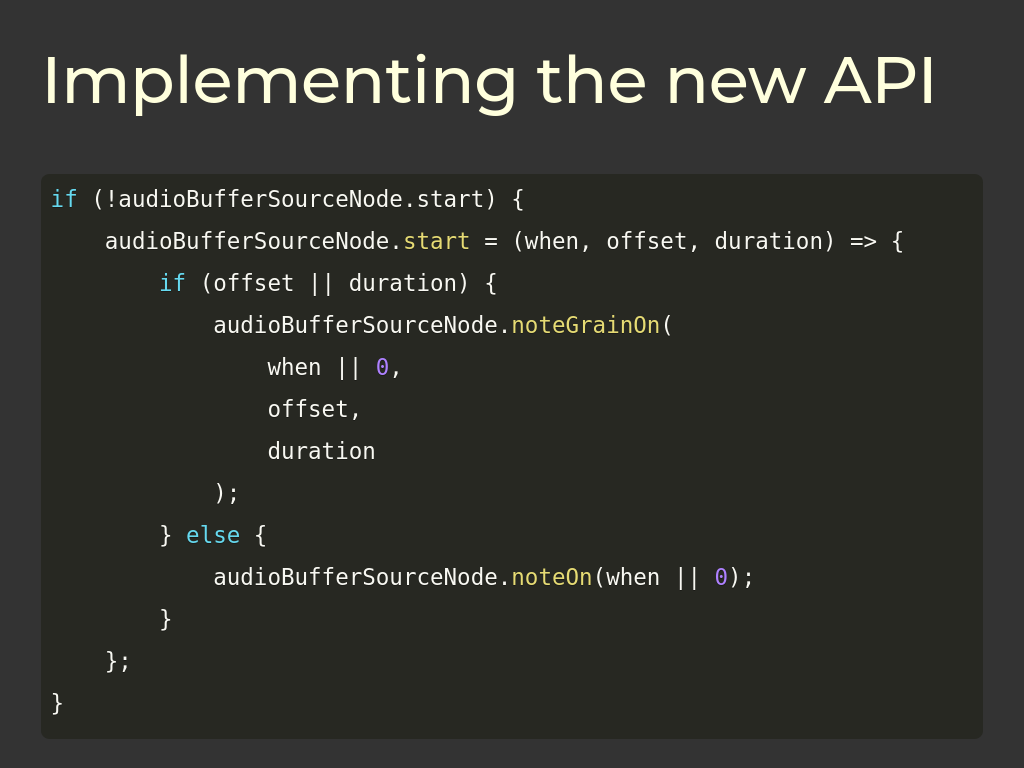 Implementing the new API
if (!audioBufferSourceNode.start) {
    audioBufferSourceNode.start = (when, offset, duration) => {
        if (offset || duration) {
            audioBufferSourceNode.noteGrainOn(
                when || 0,
                offset,
                duration
            );
        } else {
            audioBufferSourceNode.noteOn(when || 0);
        }
    };
}